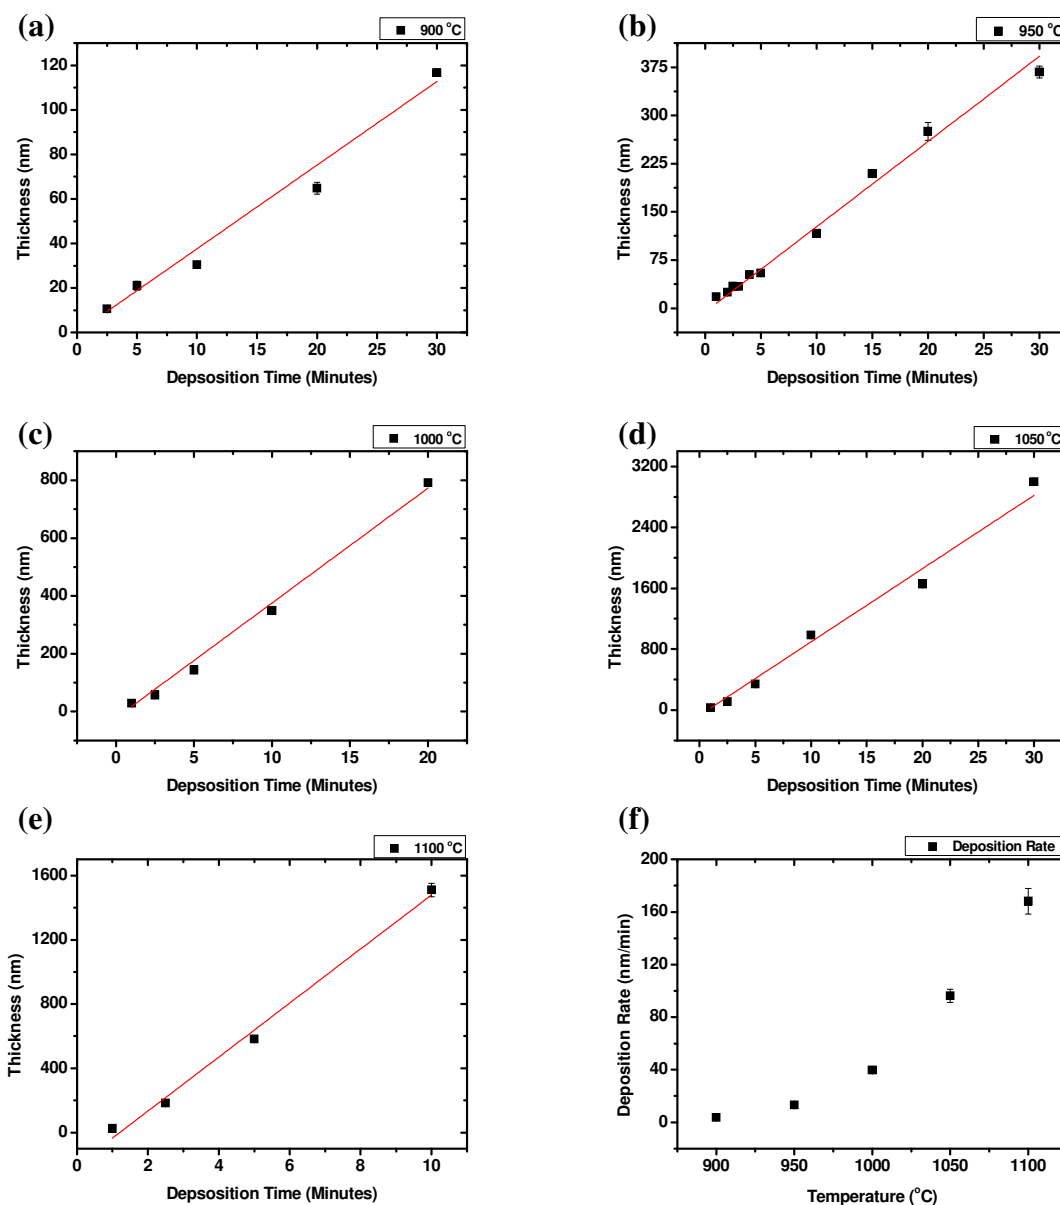 (a)
900 °C
120
100
80
60
40
20
0
Thickness (nm)
0 5 10 15 20 25 30
Depsosition Time (Minutes)
(b)
950 °C
375
300
225
150
75
0
Thickness (nm)
0 5 10 15 20 25 30
Depsosition Time (Minutes)
(c)
1000 °C
800
600
400
200
0
Thickness (nm)
0 5 10 15 20
Depsosition Time (Minutes)
(d)
1050 °C
3200
2400
1600
800
0
Thickness (nm)
0 5 10 15 20 25 30
Depsosition Time (Minutes)
(e)
1100 °C
1600
1200
800
400
0
Thickness (nm)
0 2 4 6 8 10
Depsosition Time (Minutes)
(f)
Deposition Rate
200
160
120
80
40
0
Deposition Rate (nm/min)
900 950 1000 1050 1100
Temperature (°C)